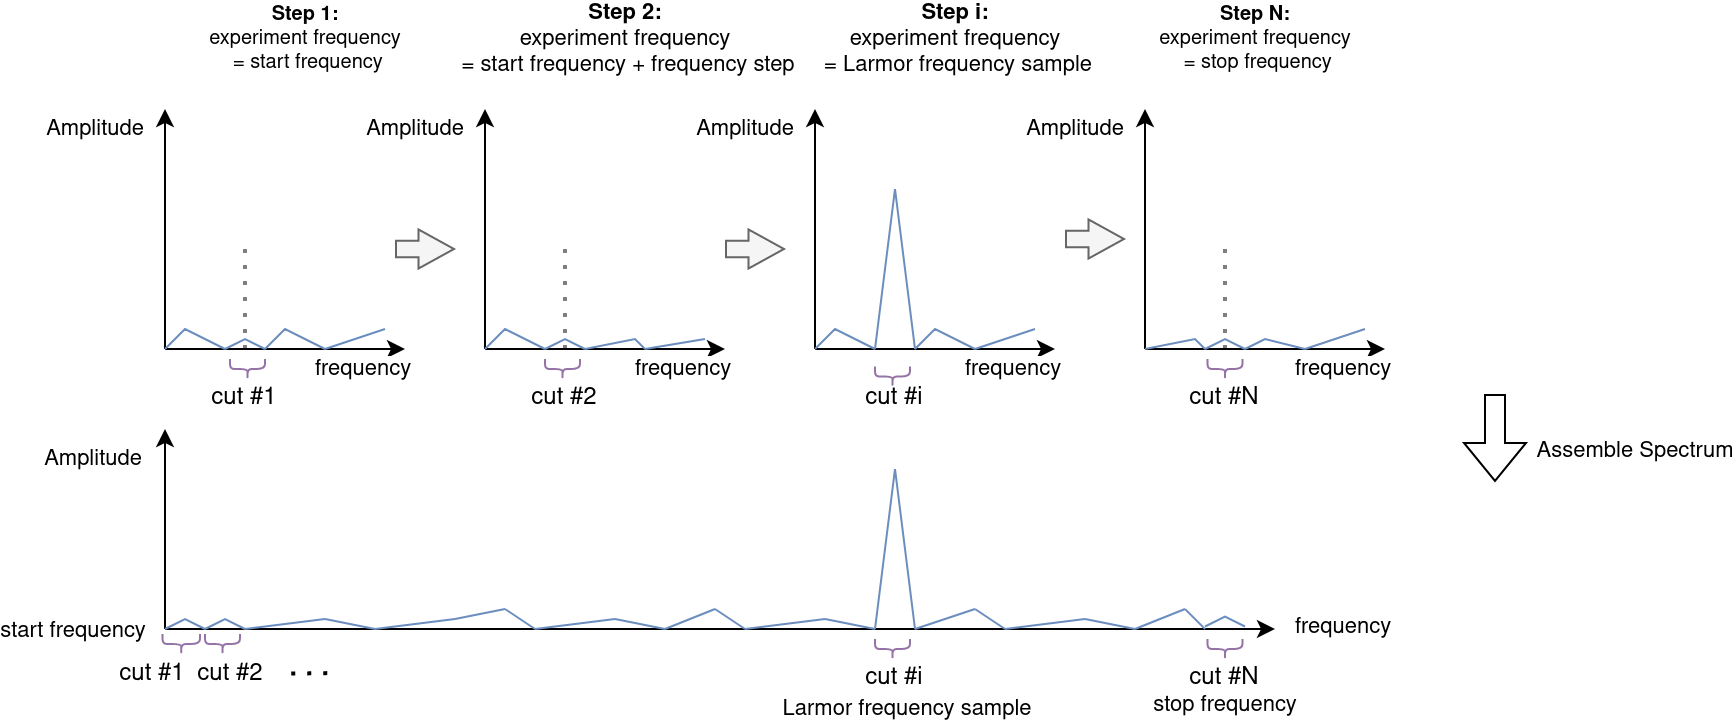 Step 1:
experiment frequency
= start frequency
Step 2:
experiment frequency
= start frequency + frequency step
Step i:
experiment frequency
= Larmor frequency sample
Step N:
experiment frequency
= stop frequency
Amplitude
Amplitude
Amplitude
Amplitude
frequency
frequency
frequency
frequency
cut #1
cut #2
cut #i
cut #N
Assemble Spectrum
Amplitude
start frequency
frequency
cut #1
cut #2
. . .
cut #i
cut #N
Larmor frequency sample
stop frequency